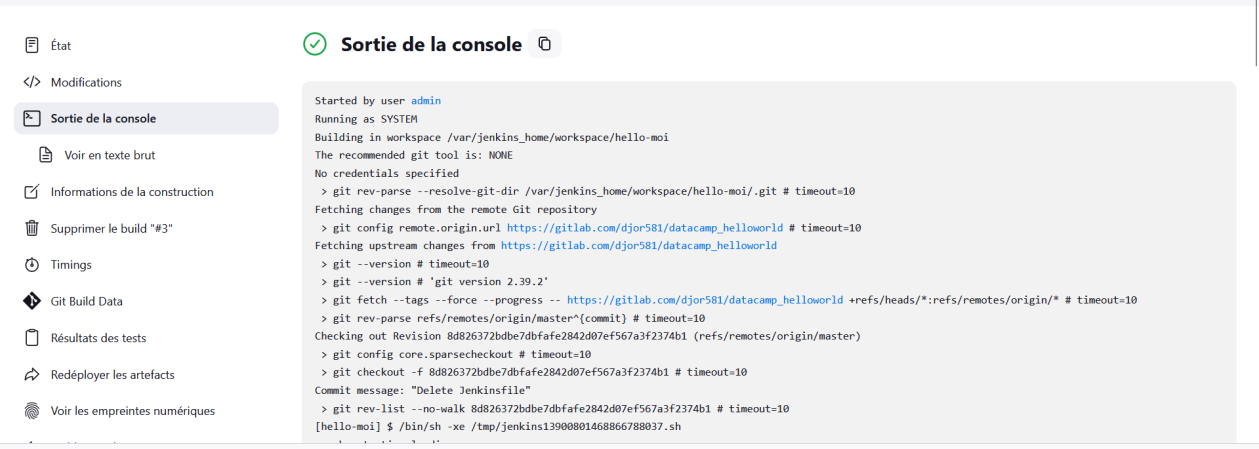 État
Modifications
Sortie de la console
Voir en texte brut
Informations de la construction
Supprimer le build "#3"
Timings
Git Build Data
Résultats des tests
Redéployer les artefacts
Voir les empreintes numériques
Sortie de la console
Started by user admin
Running as SYSTEM
Building in workspace /var/jenkins_home/workspace/hello-moi
The recommended git tool is: NONE
No credentials specified
> git rev-parse --resolve-git-dir /var/jenkins_home/workspace/hello-moi/.git # timeout=10
Fetching changes from the remote Git repository
> git config remote.origin.url https://gitlab.com/djor581/datacamp_helloworld # timeout=10
Fetching upstream changes from https://gitlab.com/djor581/datacamp_helloworld
> git --version # timeout=10
> git --version # 'git version 2.39.2'
> git fetch --tags --force --progress -- https://gitlab.com/djor581/datacamp_helloworld +refs/heads/*:refs/remotes/origin/* # timeout=10
> git rev-parse refs/remotes/origin/master^{commit} # timeout=10
Checking out Revision 8d826372bdbe7dbfafe2842d07ef567a3f2374b1 (refs/remotes/origin/master)
> git config core.sparsecheckout # timeout=10
> git checkout -f 8d826372bdbe7dbfafe2842d07ef567a3f2374b1 # timeout=10
Commit message: "Delete Jenkinsfile"
> git rev-list --no-walk 8d826372bdbe7dbfafe2842d07ef567a3f2374b1 # timeout=10
[hello-moi] $ /bin/sh -xe /tmp/jenkins13900801468866788037.sh